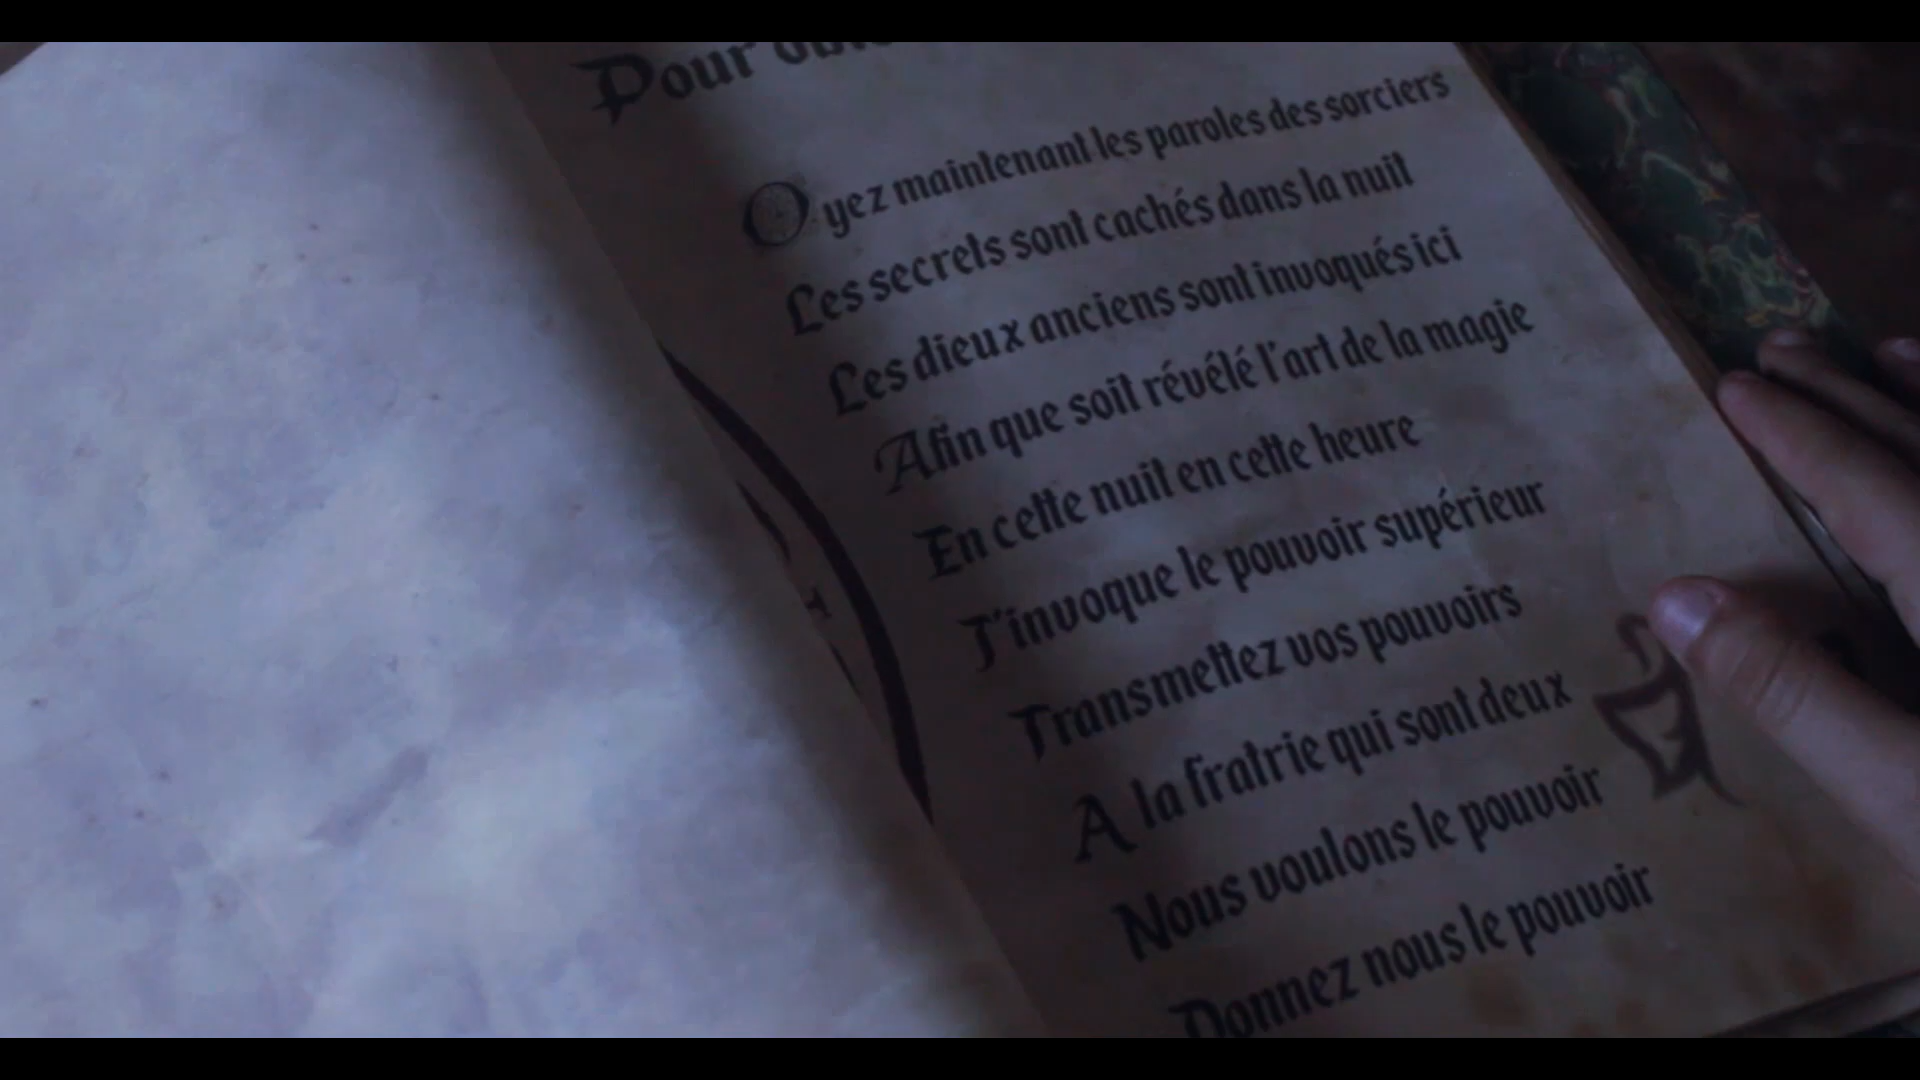 Pour
Oyez maintenant les paroles des sorciers
Les secrets sont cachés dans la nuit
Les dieux anciens sont invoqués ici
Afin que soit révélé l'art de la magie
En cette nuit en cette heure
J'invoque le pouvoir supérieur
Transmettez vos pouvoirs
A la fratrie qui sont deux
Nous voulons le pouvoir
Donnez nous le pouvoir